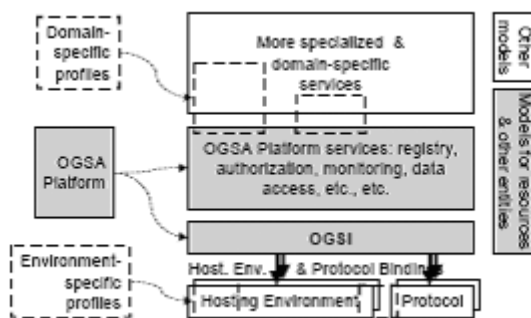 Domain-
specific
profiles
More specialized &
domain-specific
services
Other
models
OGSA
Platform
OGSA Platform services: registry,
authorization, monitoring, data
access, etc., etc.
Models for resources
& other entities
OGSI
Environment-
specific
profiles
Host. Env. & Protocol Bindings
Hosting Environment
Protocol